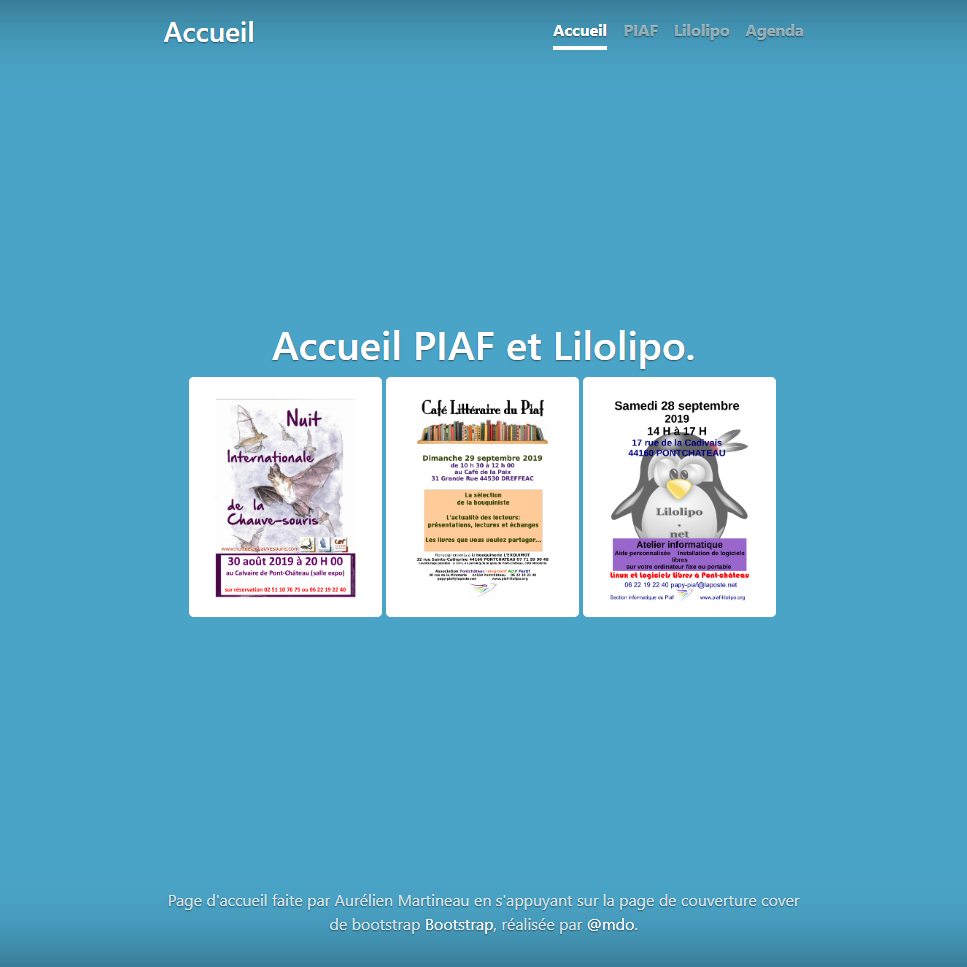 Accueil
Accueil PIAF Lilolipo Agenda
Accueil PIAF et Lilolipo.
Nuit
Internationale
de la
Chauve-souris
30 août 2019 à 20 H 00
au Calvaire de Pont-Château (salle expo)
sur réservation 02 51 10 76 75 ou 06 22 19 22 40
Café Littéraire du Piaf
Dimanche 29 septembre 2019
de 10 h 30 à 12 h 00
au Café de la Paix
31 Grande Rue 44530 DREFFEAC
La sélection
de la bouquiniste
L'actualité des lecteurs:
présentations, lectures et échanges
Les livres que vous voulez partager...
Samedi 28 septembre
2019
14 H à 17 H
17 rue de la Cadivais
44160 PONTCHATEAU
Lilolipo
.
net
Atelier informatique
Aide personnalisée Installation de logiciels
libres
sur votre ordinateur fixe ou portable
Linux et logiciels libres à Pont-château
06 22 19 22 40 papy-piaf@laposte.net
Section informatique du Piaf www.piaf-lilolipo.org
Page d'accueil faite par Aurélien Martineau en s'appuyant sur la page de couverture cover
de bootstrap Bootstrap, réalisée par @mdo.